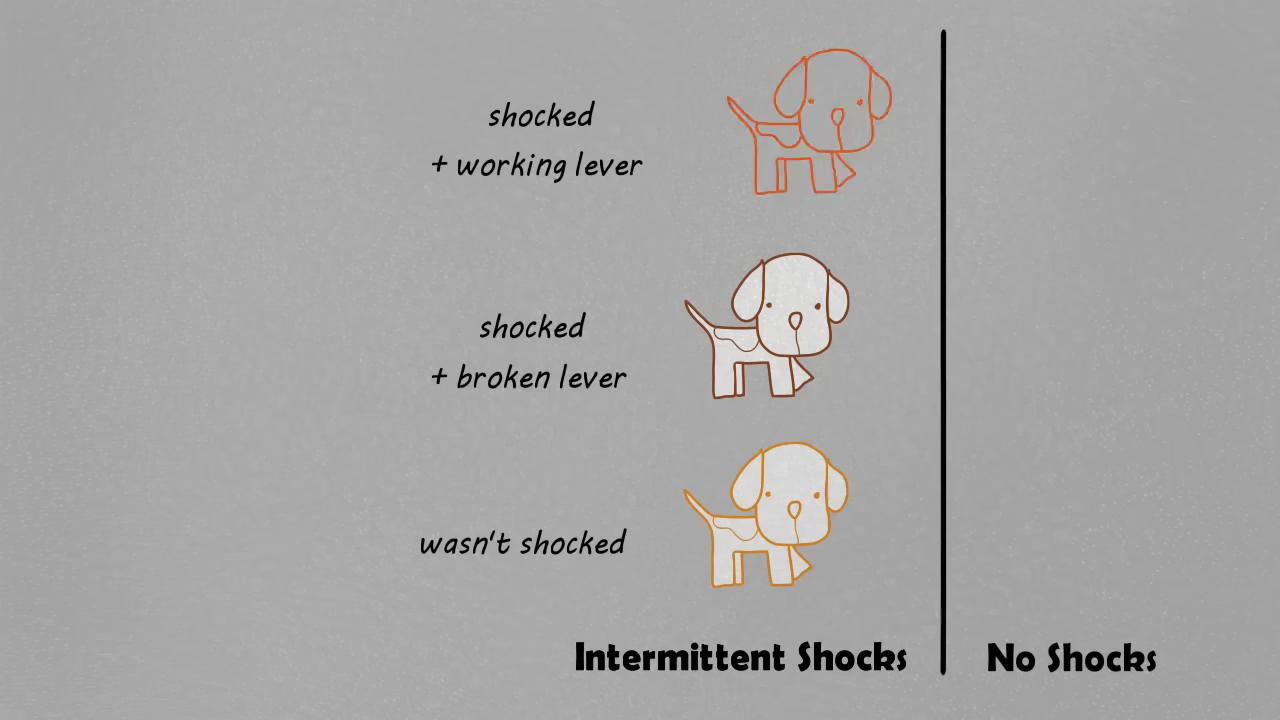 shocked
+ working lever
shocked
+ broken lever
wasn't shocked
Intermittent Shocks
No Shocks